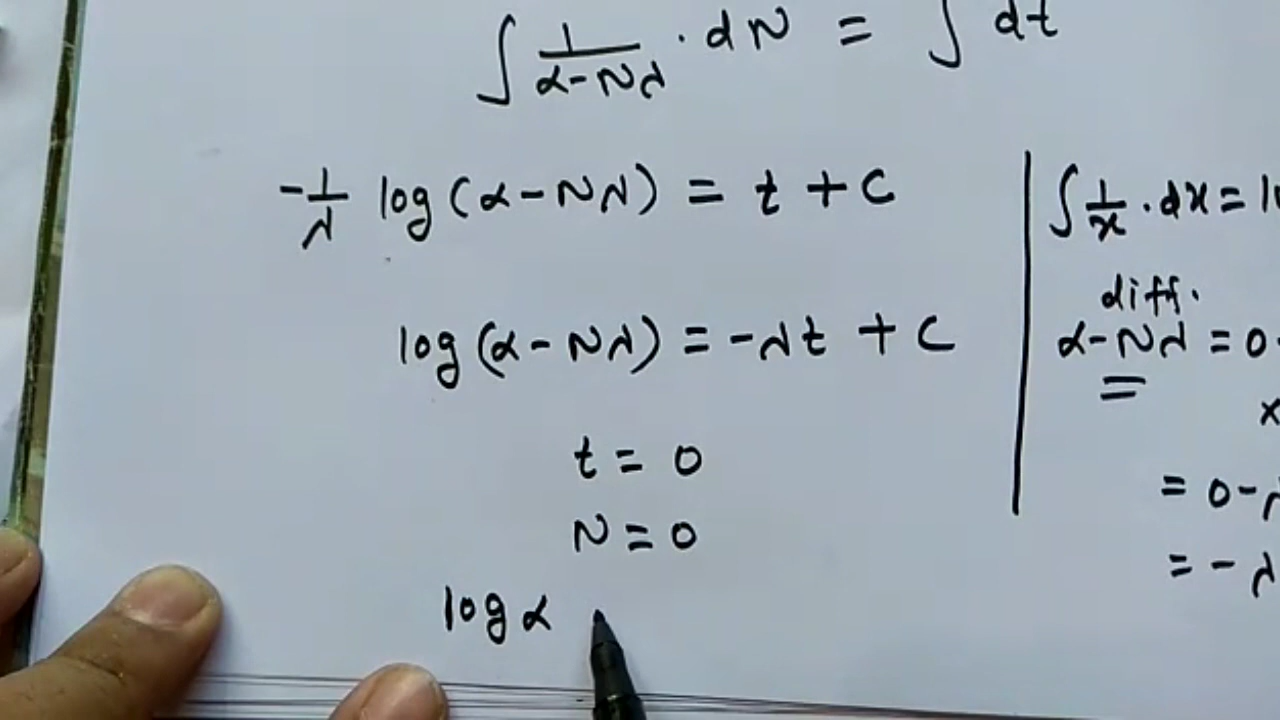 ∫ 1/(α-Nλ) · dN = ∫ dt
-1/λ log(α-Nλ) = t + C
log(α-Nλ) = -λt + C
t = 0
N = 0
log α
∫ 1/x · dx = l
diff.
α-Nλ = 0
x
= 0-λ
= -λ